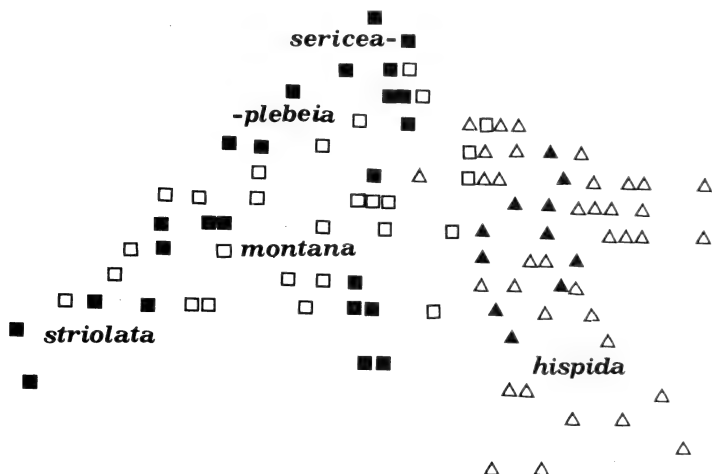 sericea-
-plebeia
montana
striolata
hispida